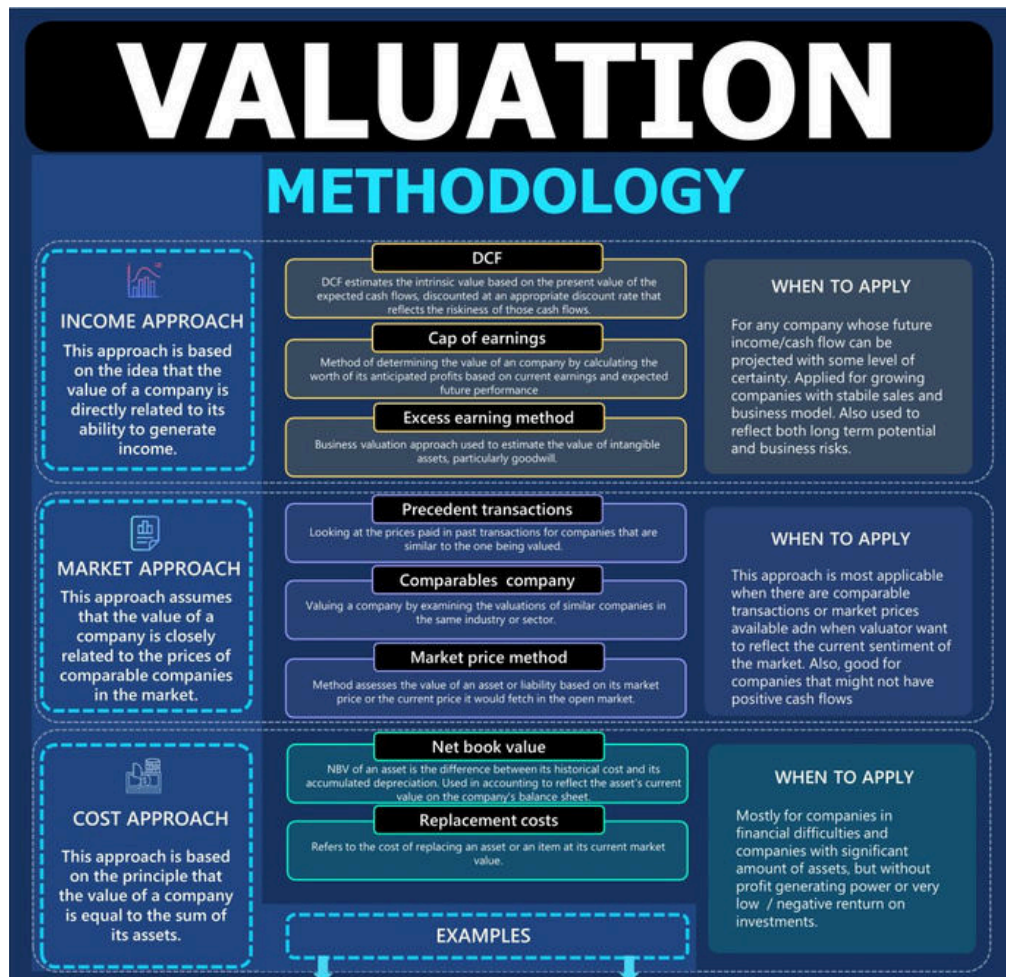 VALUATION
METHODOLOGY
INCOME APPROACH
This approach is based
on the idea that the
value of a company is
directly related to its
ability to generate
income.
DCF
DCF estimates the intrinsic value based on the present value of the
expected cash flows, discounted at an appropriate discount rate that
reflects the riskiness of those cash flows.
Cap of earnings
Method of determining the value of an company by calculating the
worth of its anticipated profits based on current earnings and expected
future performance
Excess earning method
Business valuation approach used to estimate the value of intangible
assets, particularly goodwill.
WHEN TO APPLY
For any company whose future
income/cash flow can be
projected with some level of
certainty. Applied for growing
companies with stabile sales and
business model. Also used to
reflect both long term potential
and business risks.
MARKET APPROACH
This approach assumes
that the value of a
company is closely
related to the prices of
comparable companies
in the market.
Precedent transactions
Looking at the prices paid in past transactions for companies that are
similar to the one being valued.
Comparables company
Valuing a company by examining the valuations of similar companies in
the same industry or sector.
Market price method
Method assesses the value of an asset or liability based on its market
price or the current price it would fetch in the open market.
WHEN TO APPLY
This approach is most applicable
when there are comparable
transactions or market prices
available adn when valuator want
to reflect the current sentiment of
the market. Also, good for
companies that might not have
positive cash flows
COST APPROACH
This approach is based
on the principle that
the value of a company
is equal to the sum of
its assets.
Net book value
NBV of an asset is the difference between its historical cost and its
accumulated depreciation. Used in accounting to reflect the asset's current
value on the company's balance sheet.
Replacement costs
Refers to the cost of replacing an asset or an item at its current market
value.
WHEN TO APPLY
Mostly for companies in
financial difficulties and
companies with significant
amount of assets, but without
profit generating power or very
low / negative renturn on
investments.
EXAMPLES